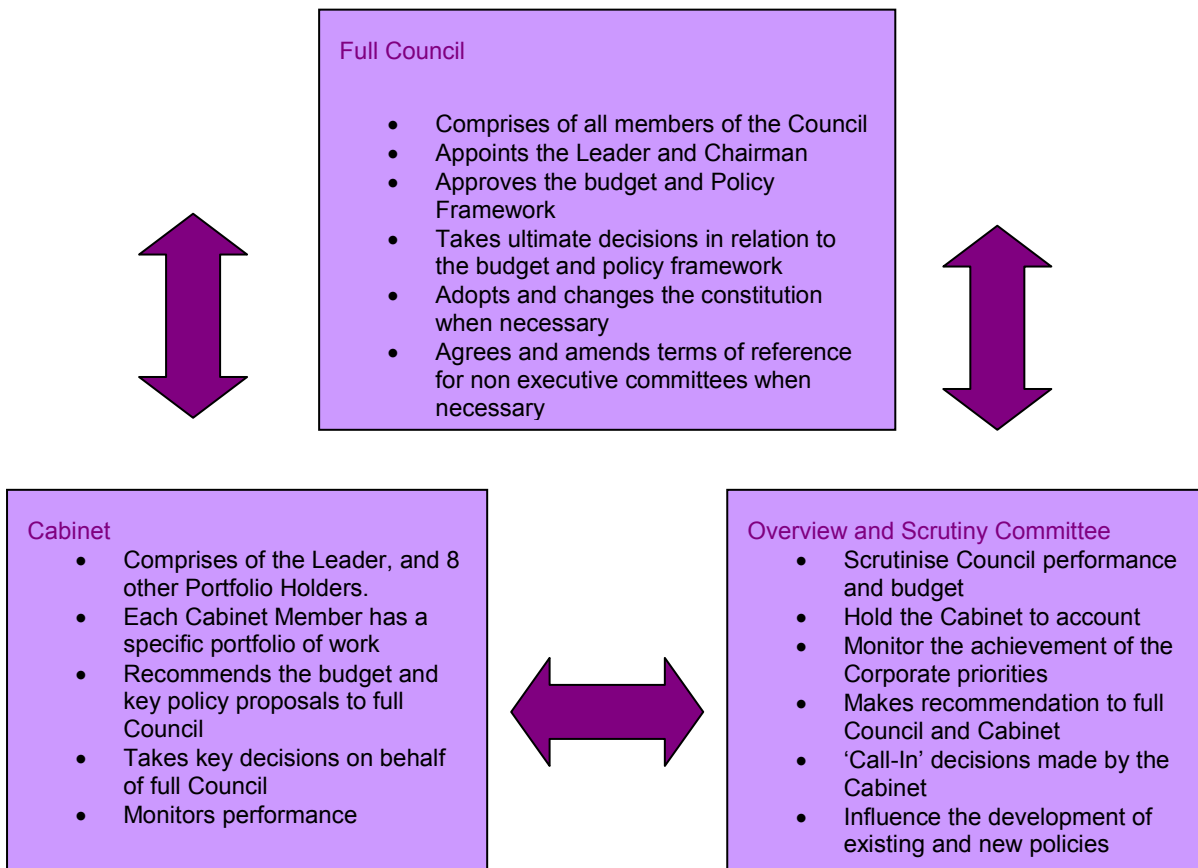 Full Council
• Comprises of all members of the Council
• Appoints the Leader and Chairman
• Approves the budget and Policy
Framework
• Takes ultimate decisions in relation to
the budget and policy framework
• Adopts and changes the constitution
when necessary
• Agrees and amends terms of reference
for non executive committees when
necessary
Cabinet
• Comprises of the Leader, and 8
other Portfolio Holders.
• Each Cabinet Member has a
specific portfolio of work
• Recommends the budget and
key policy proposals to full
Council
• Takes key decisions on behalf
of full Council
• Monitors performance
Overview and Scrutiny Committee
• Scrutinise Council performance
and budget
• Hold the Cabinet to account
• Monitor the achievement of the
Corporate priorities
• Makes recommendation to full
Council and Cabinet
• ‘Call-In’ decisions made by the
Cabinet
• Influence the development of
existing and new policies